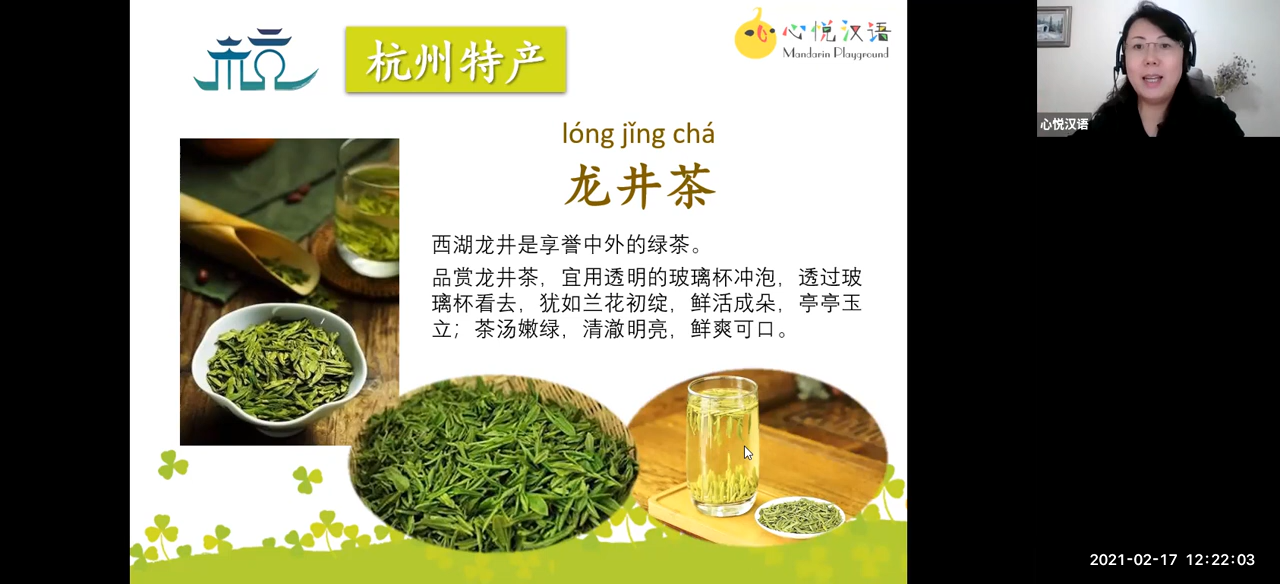 杭州特产
心悦汉语
Mandarin Playground
心悦汉语
lóng jǐng chá
龙井茶
西湖龙井是享誉中外的绿茶。
品赏龙井茶，宜用透明的玻璃杯冲泡，透过玻
璃杯看去，犹如兰花初绽，鲜活成朵，亭亭玉
立；茶汤嫩绿，清澈明亮，鲜爽可口。
2021-02-17 12:22:03